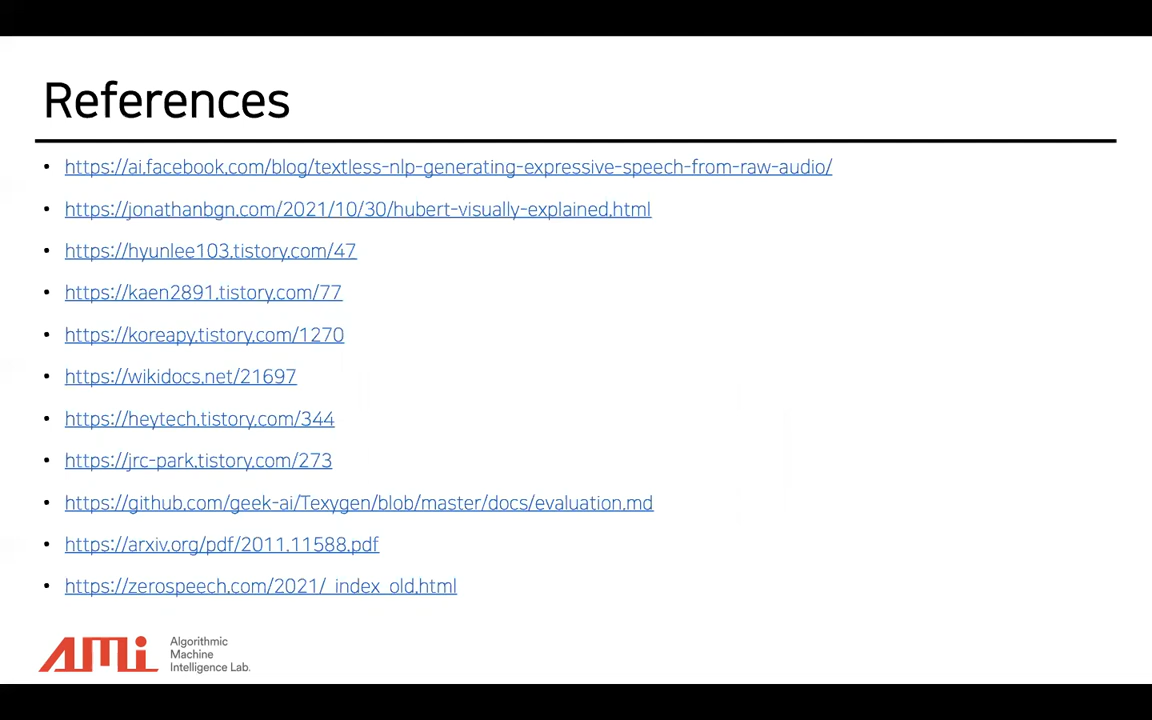 References
• https://ai.facebook.com/blog/textless-nlp-generating-expressive-speech-from-raw-audio/
• https://jonathanbgn.com/2021/10/30/hubert-visually-explained.html
• https://hyunlee103.tistory.com/47
• https://kaen2891.tistory.com/77
• https://koreapy.tistory.com/1270
• https://wikidocs.net/21697
• https://heytech.tistory.com/344
• https://jrc-park.tistory.com/273
• https://github.com/geek-ai/Texygen/blob/master/docs/evaluation.md
• https://arxiv.org/pdf/2011.11588.pdf
• https://zerospeech.com/2021/_index_old.html
AMi
Algorithmic
Machine
Intelligence Lab.